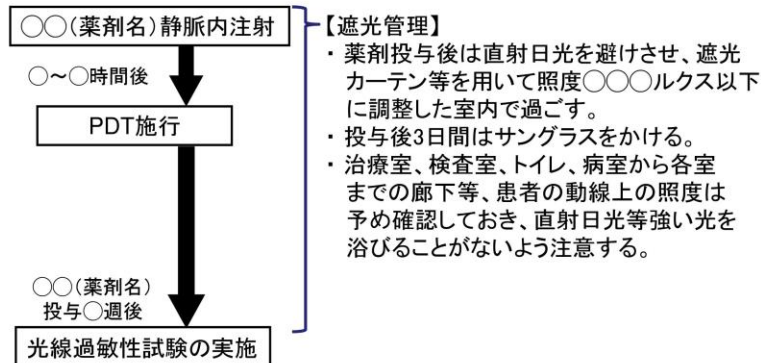 ○○(薬剤名)静脈内注射
○～○時間後
PDT施行
○○(薬剤名)
投与○週後
光線過敏性試験の実施
【遮光管理】
・薬剤投与後は直射日光を避けさせ、遮光
カーテン等を用いて照度○○○ルクス以下
に調整した室内で過ごす。
・投与後3日間はサングラスをかける。
・治療室、検査室、トイレ、病室から各室
までの廊下等、患者の動線上の照度は
予め確認しておき、直射日光等強い光を
浴びることがないよう注意する。